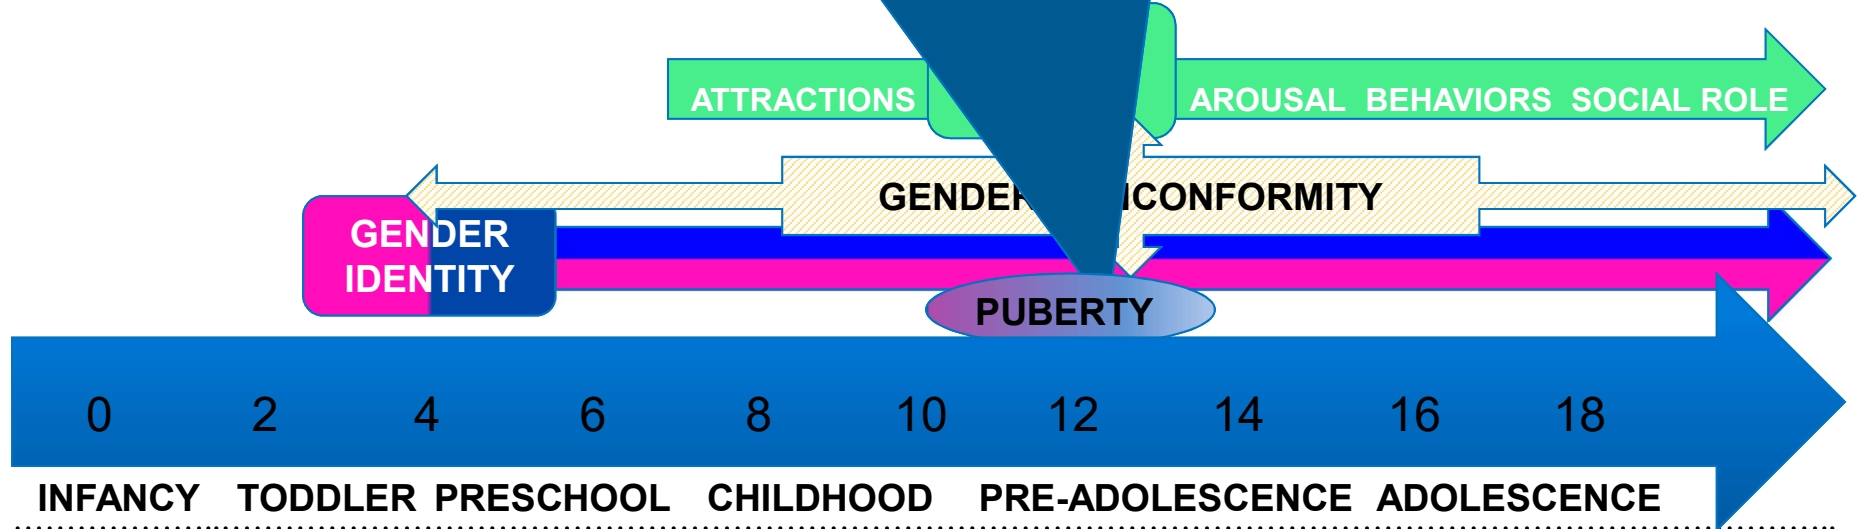 ATTRACTIONS AROUSAL BEHAVIORS SOCIAL ROLE
GENDER CONFORMITY
GENDER
IDENTITY
PUBERTY
0 2 4 6 8 10 12 14 16 18
INFANCY TODDLER PRESCHOOL CHILDHOOD PRE-ADOLESCENCE ADOLESCENCE